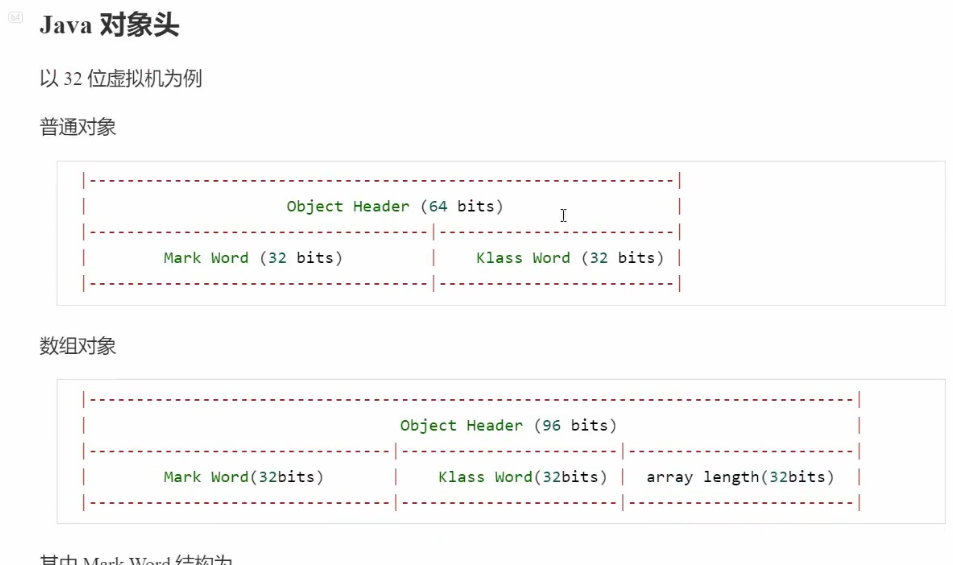 h4
Java 对象头
以 32 位虚拟机为例
普通对象
|--------------------------------------------------------------|
| Object Header (64 bits) |
|------------------------------------|-------------------------|
| Mark Word (32 bits) | Klass Word (32 bits) |
|------------------------------------|-------------------------|
数组对象
|---------------------------------------------------------------------------------|
| Object Header (96 bits) |
|--------------------------------|-----------------------|------------------------|
| Mark Word(32bits) | Klass Word(32bits) | array length(32bits) |
|--------------------------------|-----------------------|------------------------|
其中 Mark Word 结构为